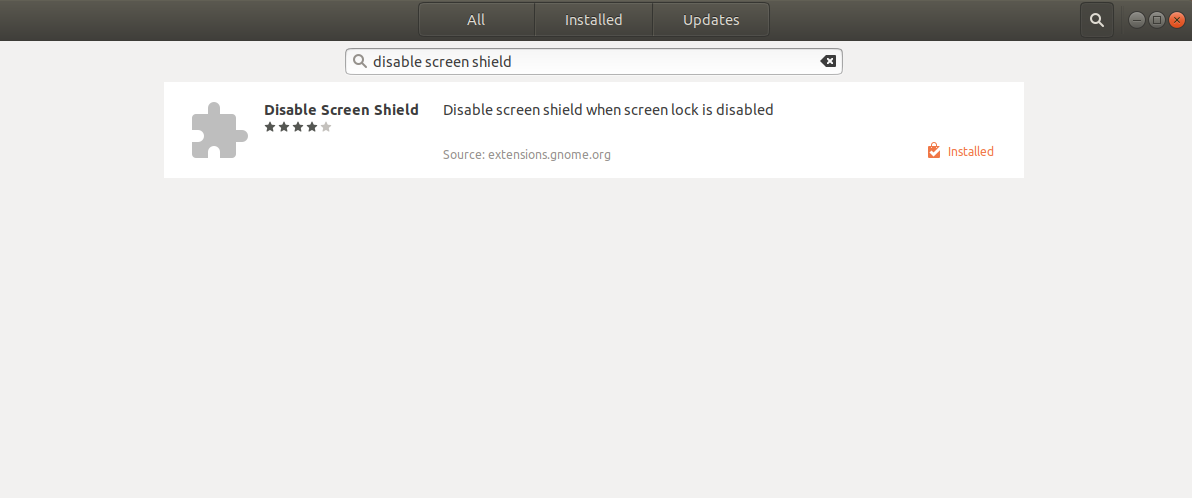 All Installed Updates
disable screen shield
Disable Screen Shield Disable screen shield when screen lock is disabled
Source: extensions.gnome.org Installed